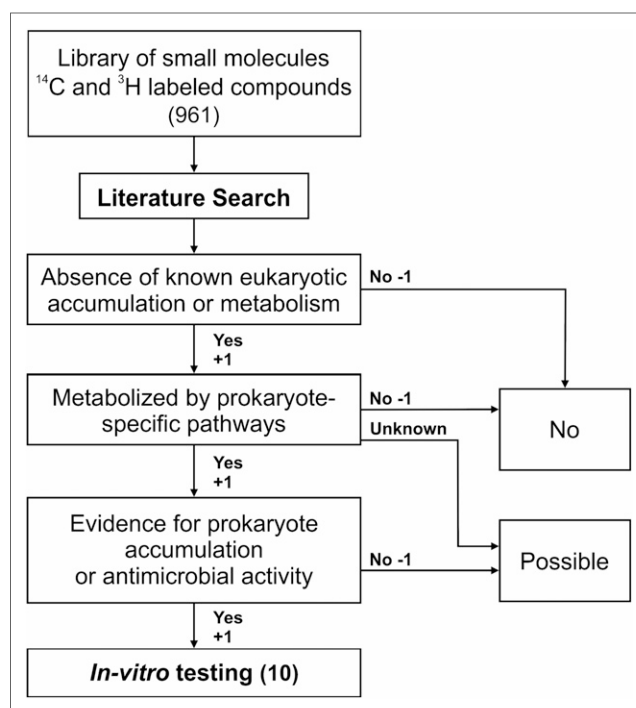 Library of small molecules
¹⁴C and ³H labeled compounds
(961)
Literature Search
Absence of known eukaryotic
accumulation or metabolism
No -1
Yes
+1
Metabolized by prokaryote-
specific pathways
No -1
Unknown
No
Yes
+1
Evidence for prokaryote
accumulation
or antimicrobial activity
No -1
Possible
Yes
+1
In-vitro testing (10)